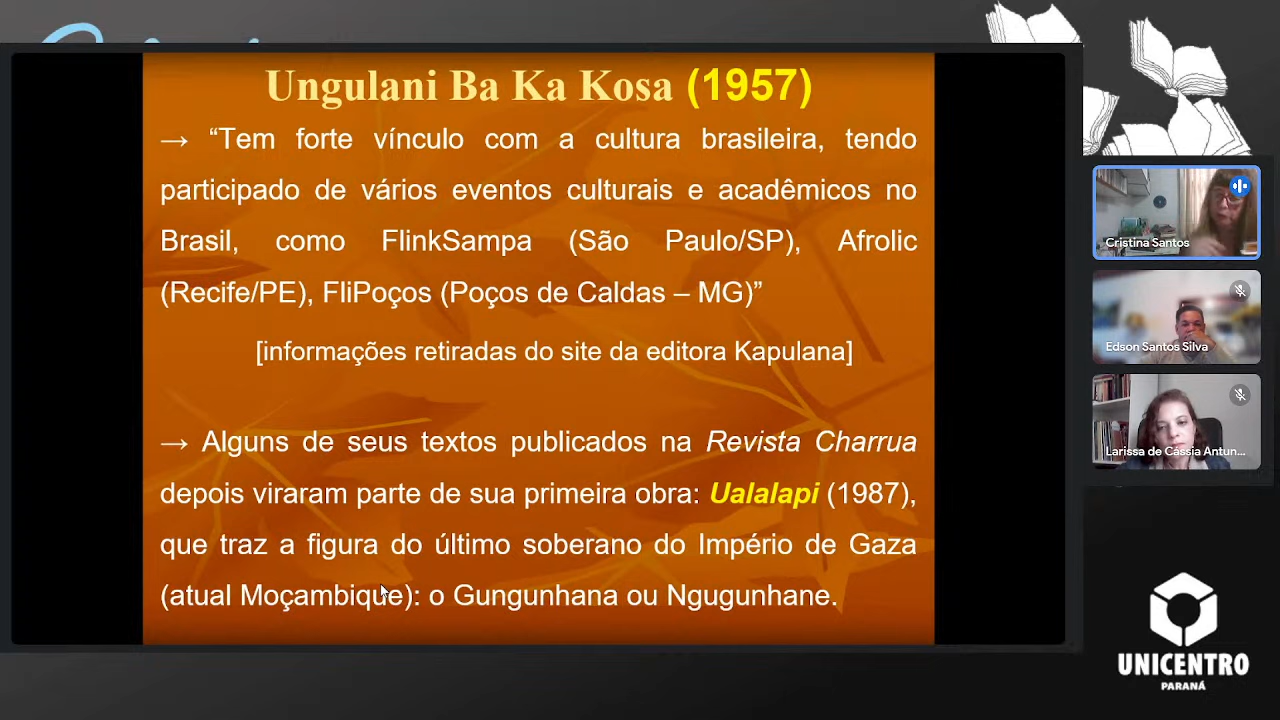 Ungulani Ba Ka Kosa (1957)
→ “Tem forte vínculo com a cultura brasileira, tendo
participado de vários eventos culturais e acadêmicos no
Brasil, como FlinkSampa (São Paulo/SP), Afrolic
(Recife/PE), FliPoços (Poços de Caldas – MG)”
[informações retiradas do site da editora Kapulana]
→ Alguns de seus textos publicados na Revista Charrua
depois viraram parte de sua primeira obra: Ualalapi (1987),
que traz a figura do último soberano do Império de Gaza
(atual Moçambique): o Gungunhana ou Ngugunhane.
Cristina Santos
Edson Santos Silva
Larissa de Cássia Antun...
UNICENTRO
PARANÁ